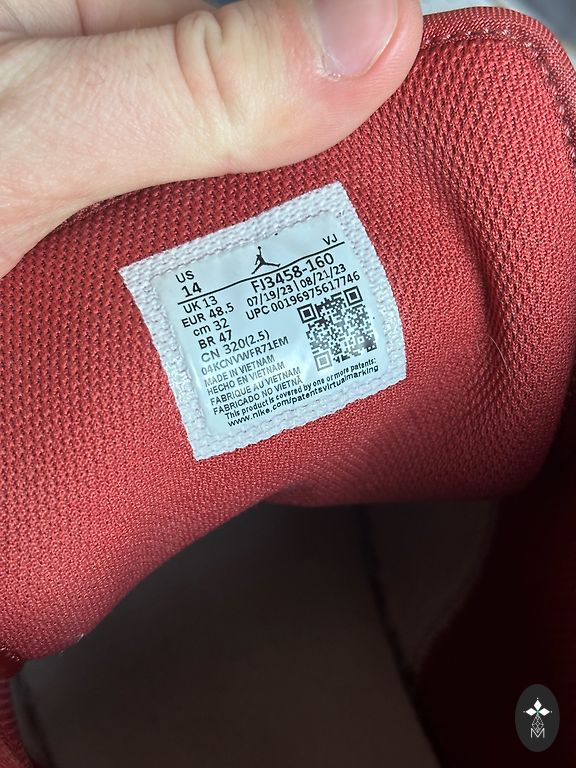 US VJ
14 FJ3458-160
UK 13 07/19/23 | 08/21/23
EUR 48.5 UPC 00196975617746
cm 32
BR 47
CN 320(2.5)
04KCNVWFR71EM
MADE IN VIETNAM
HECHO EN VIETNAM
FABRIQUE AU VIETNAM
FABRICADO NO VIETNÃ
This product is covered by one or more patents:
www.nike.com/patentsvirtualmarking
M